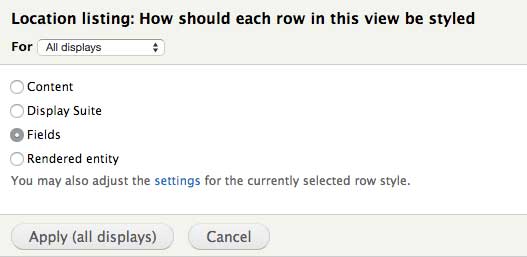 Location listing: How should each row in this view be styled
For All displays
Content
Display Suite
Fields
Rendered entity
You may also adjust the settings for the currently selected row style.
Apply (all displays) Cancel